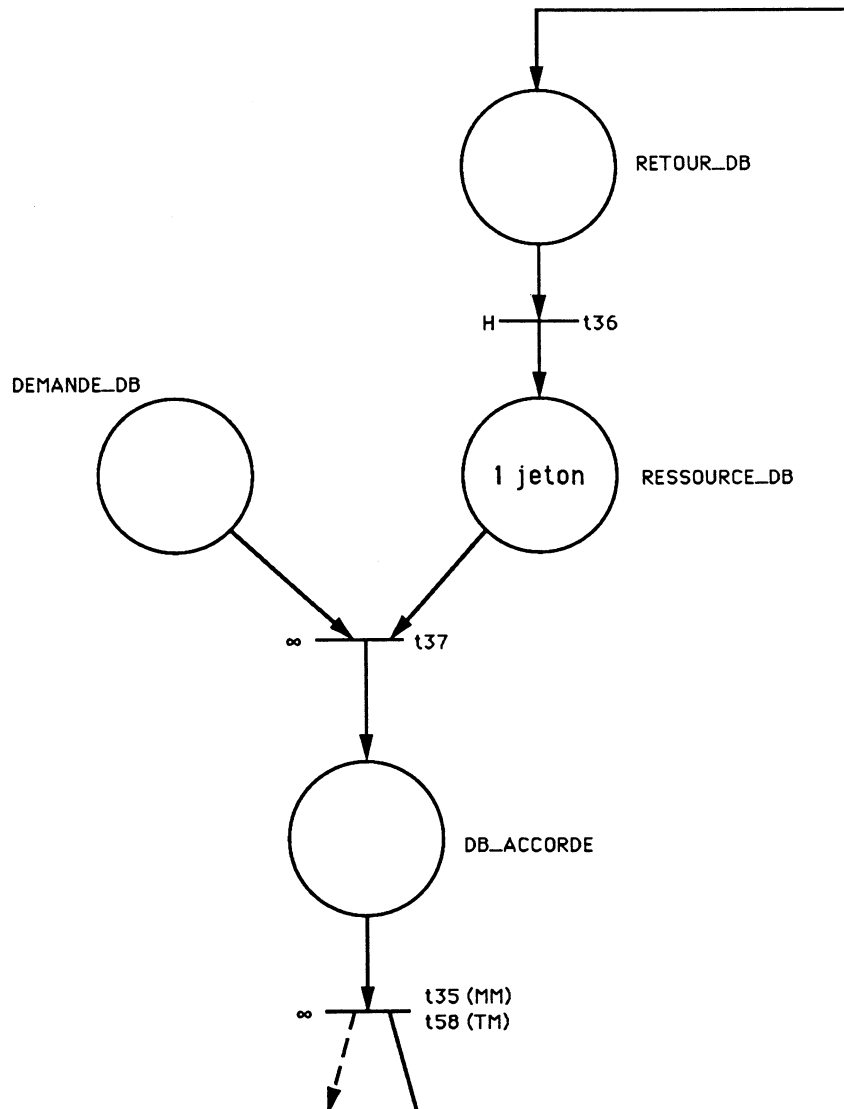 RETOUR_DB
H t36
DEMANDE_DB
1 jeton RESSOURCE_DB
∞ t37
DB_ACCORDE
t35 (MM)
∞ t58 (TM)